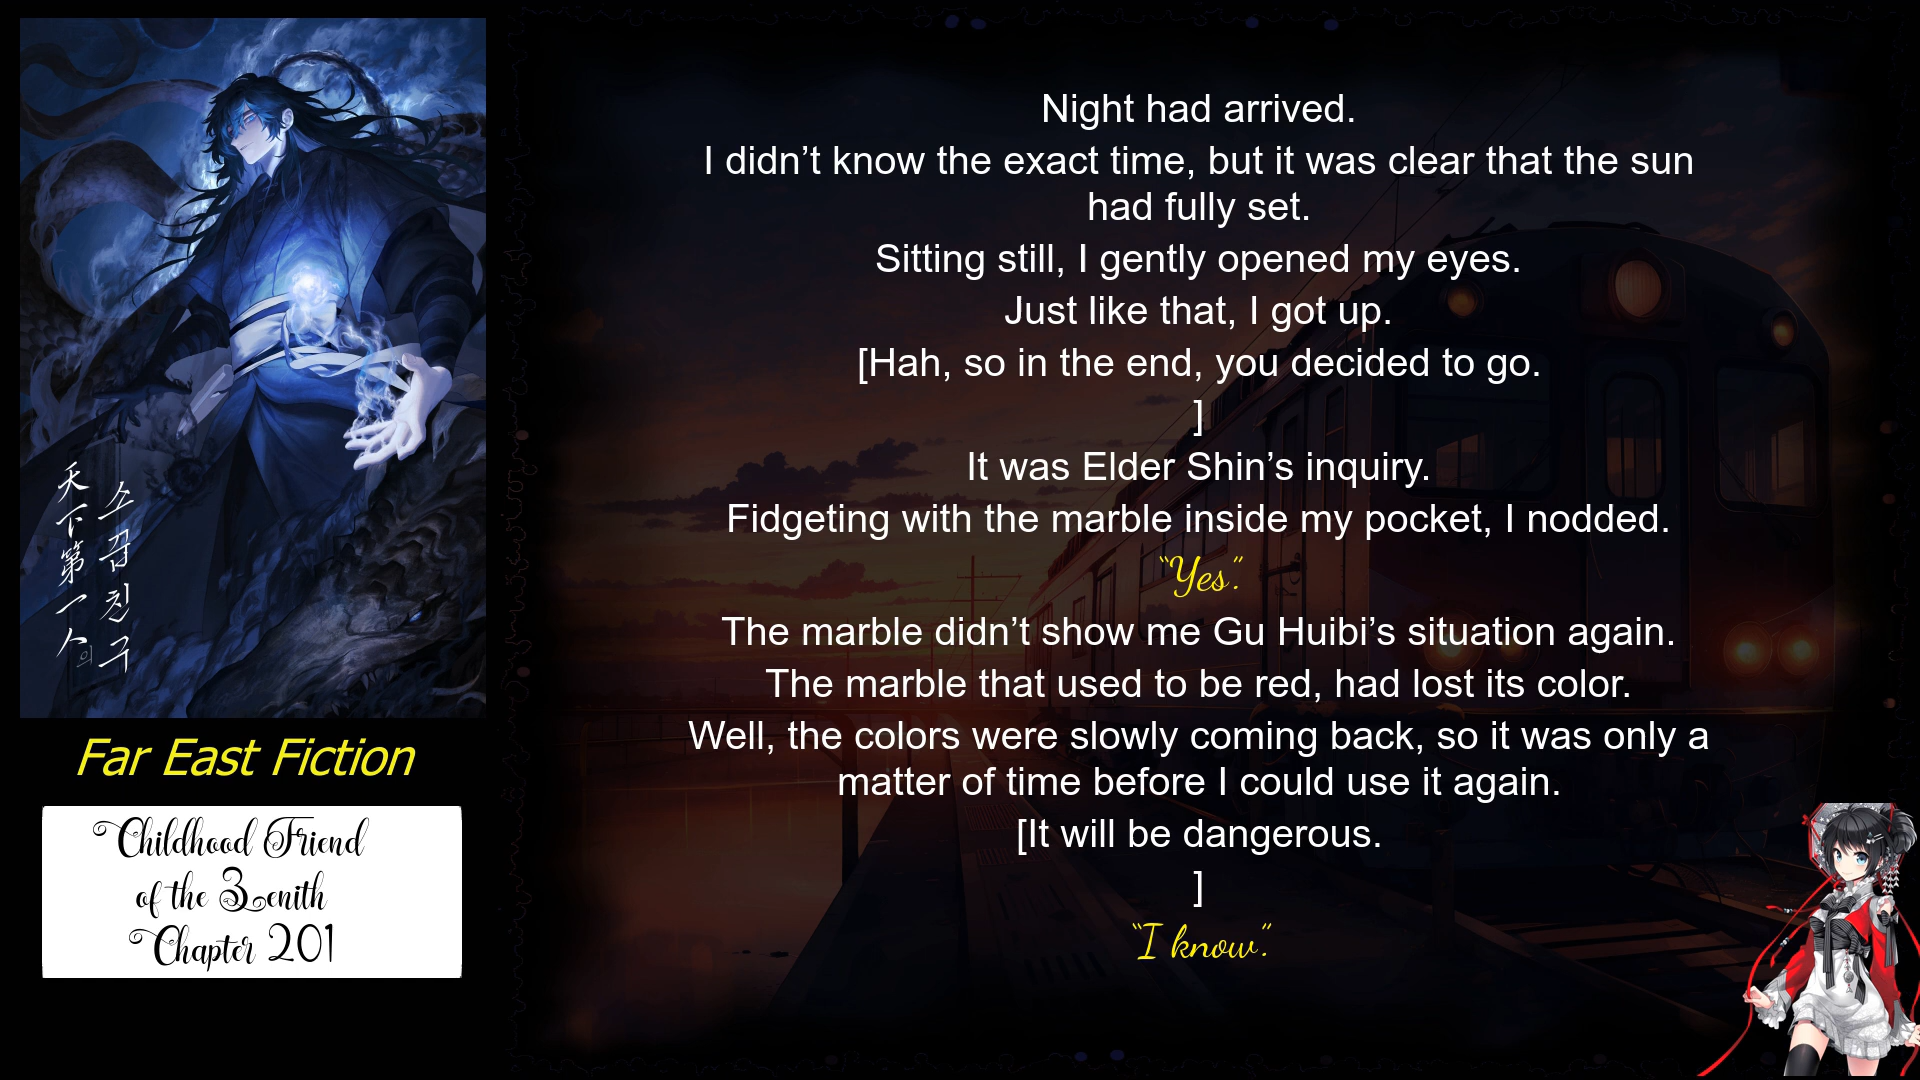 天下第一人의
소꿉친구
Far East Fiction
Childhood Friend
of the Zenith
Chapter 201
Night had arrived.
I didn’t know the exact time, but it was clear that the sun
had fully set.
Sitting still, I gently opened my eyes.
Just like that, I got up.
[Hah, so in the end, you decided to go.
]
It was Elder Shin’s inquiry.
Fidgeting with the marble inside my pocket, I nodded.
“Yes.”
The marble didn’t show me Gu Huibi’s situation again.
The marble that used to be red, had lost its color.
Well, the colors were slowly coming back, so it was only a
matter of time before I could use it again.
[It will be dangerous.
]
“I know.”